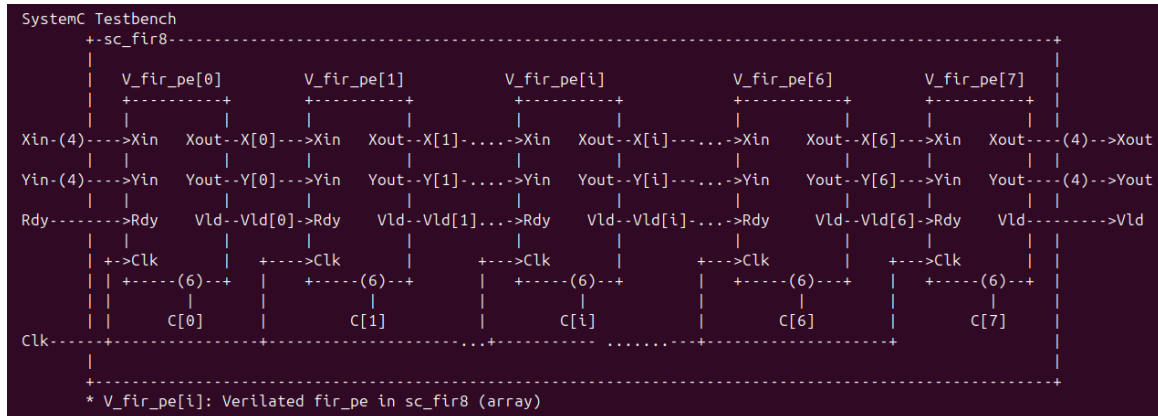 SystemC Testbench
+-sc_fir8------------------------------------------------------------------------------------------------+
V_fir_pe[0] V_fir_pe[1] V_fir_pe[i] V_fir_pe[6] V_fir_pe[7]
Xin-(4)---->Xin Xout--X[0]--->Xin Xout--X[1]-....->Xin Xout--X[i]---...->Xin Xout--X[6]--->Xin Xout----(4)-->Xout
Yin-(4)---->Yin Yout--Y[0]--->Yin Yout--Y[1]-....->Yin Yout--Y[i]---...->Yin Yout--Y[6]--->Yin Yout----(4)-->Yout
Rdy-------->Rdy Vld--Vld[0]->Rdy Vld--Vld[1]...->Rdy Vld--Vld[i]-...->Rdy Vld--Vld[6]->Rdy Vld--------->Vld
+->Clk +---->Clk +--->Clk +--->Clk +--->Clk
+-----(6)--+ +-----(6)--+ +-----(6)--+ +-----(6)---+ +-----(6)--+
C[0] C[1] C[i] C[6] C[7]
Clk------+----------------+----------------------...+----------- .......---+--------------------+
* V_fir_pe[i]: Verilated fir_pe in sc_fir8 (array)